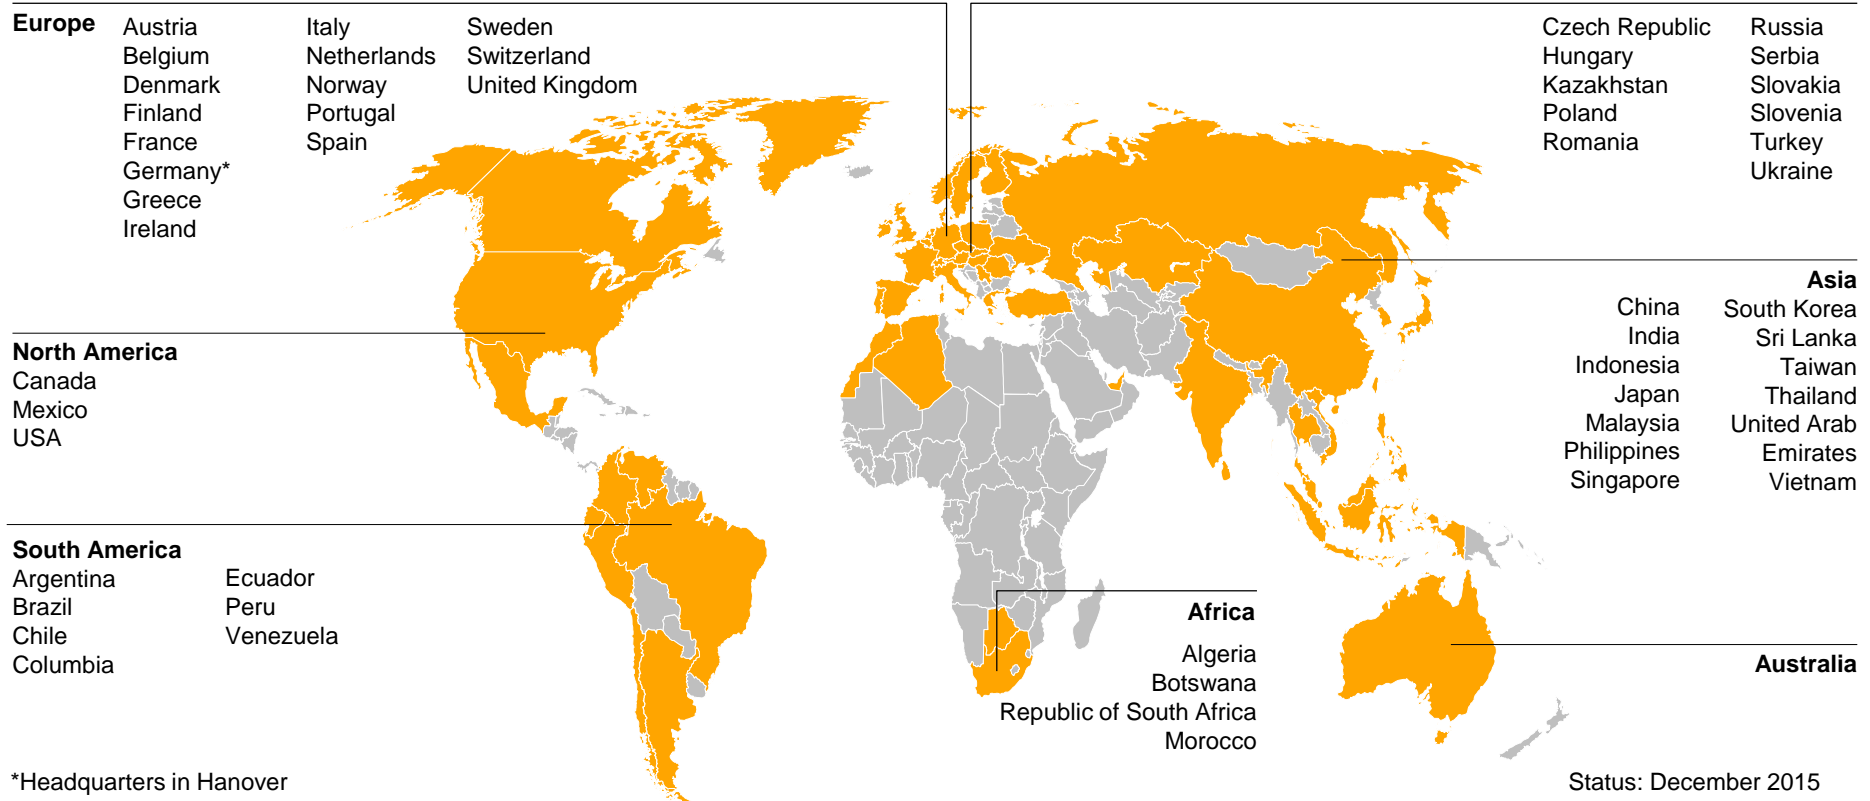 Europe
Austria
Belgium
Denmark
Finland
France
Germany*
Greece
Ireland
Italy
Netherlands
Norway
Portugal
Spain
Sweden
Switzerland
United Kingdom
Czech Republic
Hungary
Kazakhstan
Poland
Romania
Russia
Serbia
Slovakia
Slovenia
Turkey
Ukraine
North America
Canada
Mexico
USA
Asia
China
India
Indonesia
Japan
Malaysia
Philippines
Singapore
South Korea
Sri Lanka
Taiwan
Thailand
United Arab
Emirates
Vietnam
South America
Argentina
Brazil
Chile
Columbia
Ecuador
Peru
Venezuela
Africa
Algeria
Botswana
Republic of South Africa
Morocco
Australia
*Headquarters in Hanover
Status: December 2015